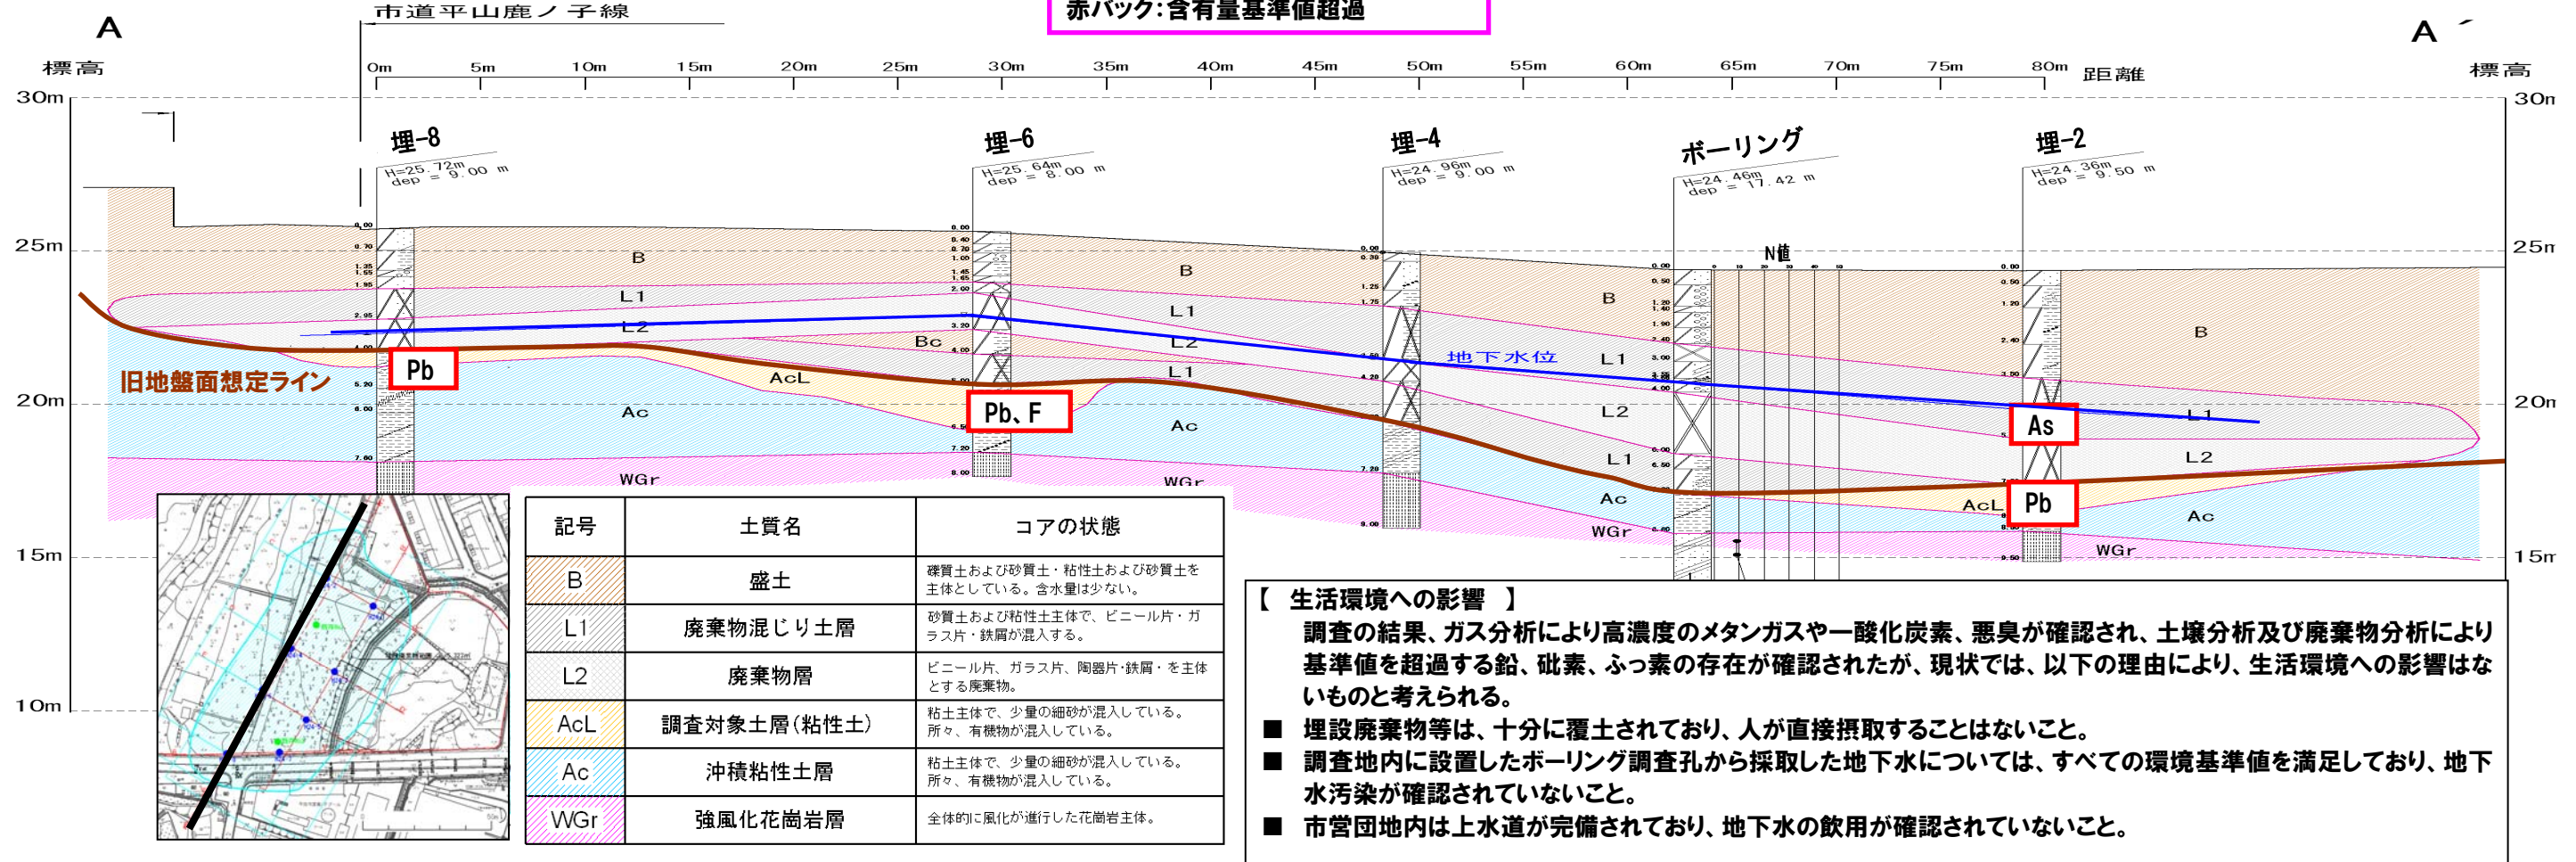 赤バック：含有量基準値超過
市道平山鹿ノ子線
A
A´
標高
0m 5m 10m 15m 20m 25m 30m 35m 40m 45m 50m 55m 60m 65m 70m 75m 80m 距離
標高
30m
30m
埋-8
H=25.72m
dep = 9.00 m
埋-6
H=25.64m
dep = 8.00 m
埋-4
H=24.96m
dep = 9.00 m
ボーリング
H=24.46m
dep = 17.42 m
埋-2
H=24.36m
dep = 9.50 m
25m
25m
N値
0 10 20 30 40 50
B
B
B
B
L1
L1
L1
L1
L2
L2
L2
L2
Bc
L1
L1
地下水位
旧地盤面想定ライン
Pb
Pb、F
As
Pb
AcL
AcL
Ac
Ac
Ac
Ac
WGr
WGr
WGr
WGr
20m
20m
15m
15m
10m
記号 土質名 コアの状態
B 盛土 礫質土および砂質土・粘性土および砂質土を
主体としている。含水量は少ない。
L1 廃棄物混じり土層 砂質土および粘性土主体で、ビニール片・ガ
ラス片・鉄屑が混入する。
L2 廃棄物層 ビニール片、ガラス片、陶器片・鉄屑・を主体
とする廃棄物。
AcL 調査対象土層(粘性土) 粘土主体で、少量の細砂が混入している。
所々、有機物が混入している。
Ac 沖積粘性土層 粘土主体で、少量の細砂が混入している。
所々、有機物が混入している。
WGr 強風化花崗岩層 全体的に風化が進行した花崗岩主体。
【 生活環境への影響 】
調査の結果、ガス分析により高濃度のメタンガスや一酸化炭素、悪臭が確認され、土壌分析及び廃棄物分析により
基準値を超過する鉛、砒素、ふっ素の存在が確認されたが、現状では、以下の理由により、生活環境への影響はな
いものと考えられる。
■ 埋設廃棄物等は、十分に覆土されており、人が直接摂取することはないこと。
■ 調査地内に設置したボーリング調査孔から採取した地下水については、すべての環境基準値を満足しており、地下
水汚染が確認されていないこと。
■ 市営団地内は上水道が完備されており、地下水の飲用が確認されていないこと。